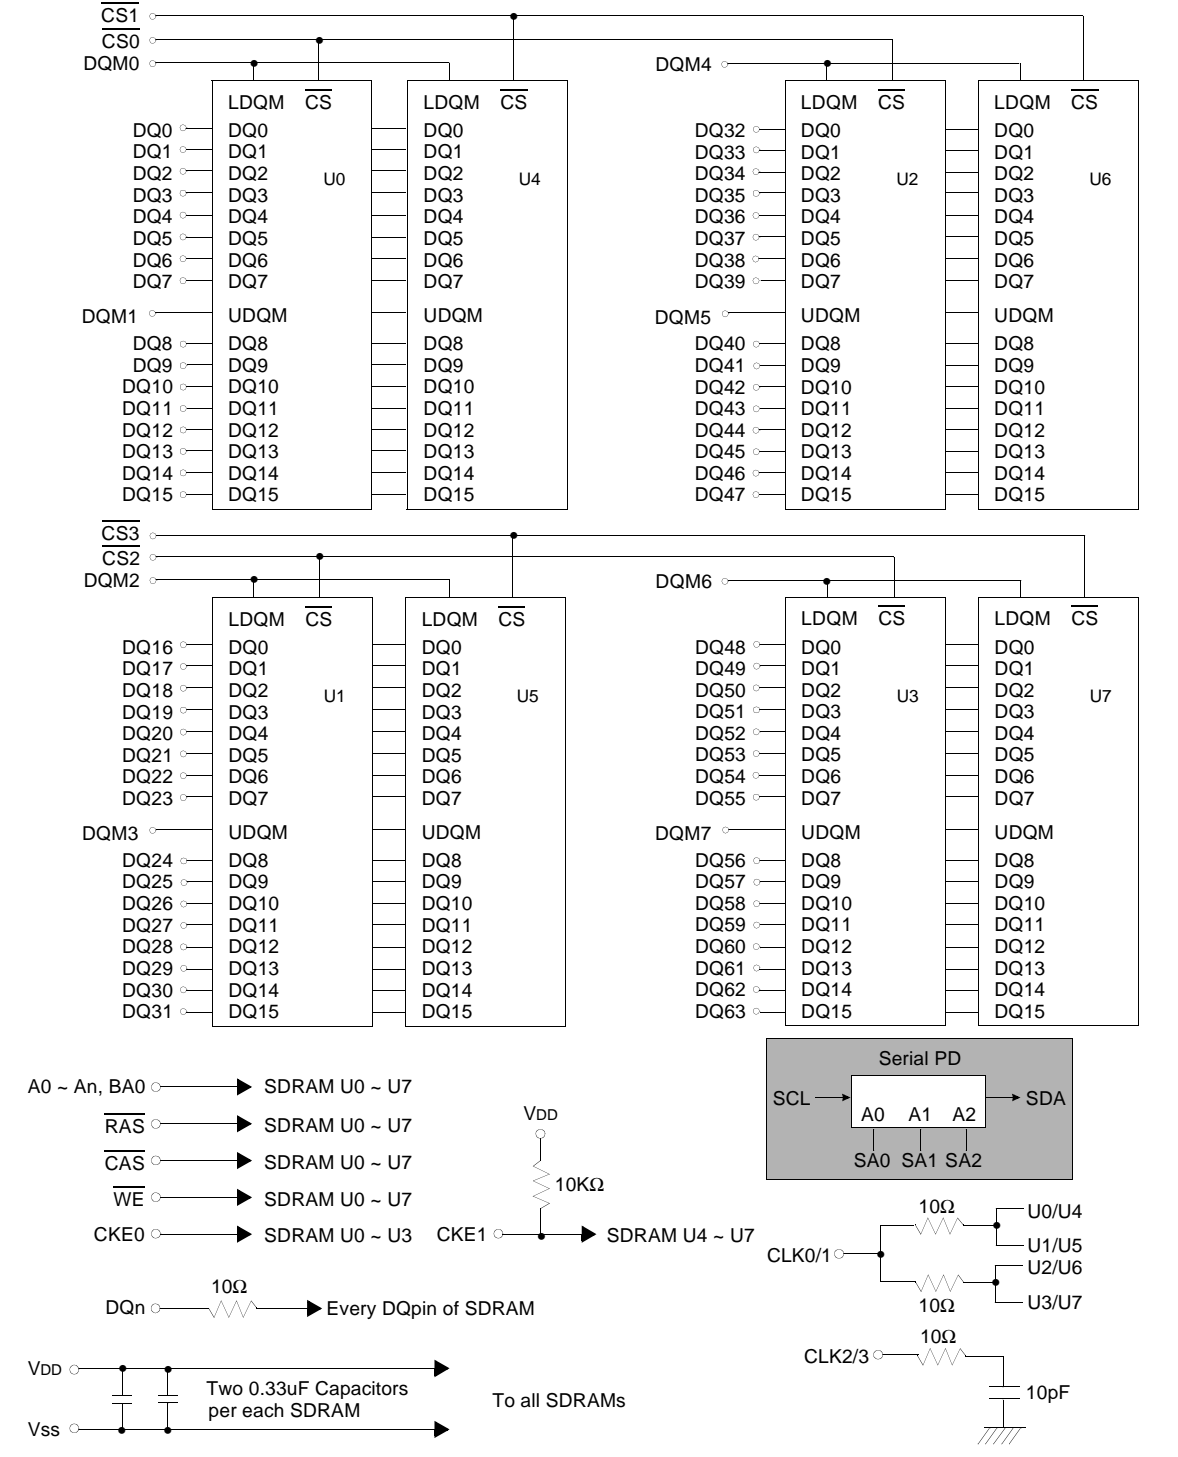 CS1
CS0
DQM0 DQM4
LDQM CS LDQM CS LDQM CS LDQM CS
DQ0 DQ0 DQ0 DQ32 DQ0 DQ0
DQ1 DQ1 DQ1 DQ33 DQ1 DQ1
DQ2 DQ2 U0 DQ2 U4 DQ34 DQ2 U2 DQ2 U6
DQ3 DQ3 DQ3 DQ35 DQ3 DQ3
DQ4 DQ4 DQ4 DQ36 DQ4 DQ4
DQ5 DQ5 DQ5 DQ37 DQ5 DQ5
DQ6 DQ6 DQ6 DQ38 DQ6 DQ6
DQ7 DQ7 DQ7 DQ39 DQ7 DQ7
DQM1 UDQM UDQM DQM5 UDQM UDQM
DQ8 DQ8 DQ8 DQ40 DQ8 DQ8
DQ9 DQ9 DQ9 DQ41 DQ9 DQ9
DQ10 DQ10 DQ10 DQ42 DQ10 DQ10
DQ11 DQ11 DQ11 DQ43 DQ11 DQ11
DQ12 DQ12 DQ12 DQ44 DQ12 DQ12
DQ13 DQ13 DQ13 DQ45 DQ13 DQ13
DQ14 DQ14 DQ14 DQ46 DQ14 DQ14
DQ15 DQ15 DQ15 DQ47 DQ15 DQ15
CS3
CS2
DQM2 DQM6
LDQM CS LDQM CS LDQM CS LDQM CS
DQ16 DQ0 DQ0 DQ48 DQ0 DQ0
DQ17 DQ1 DQ1 DQ49 DQ1 DQ1
DQ18 DQ2 U1 DQ2 U5 DQ50 DQ2 U3 DQ2 U7
DQ19 DQ3 DQ3 DQ51 DQ3 DQ3
DQ20 DQ4 DQ4 DQ52 DQ4 DQ4
DQ21 DQ5 DQ5 DQ53 DQ5 DQ5
DQ22 DQ6 DQ6 DQ54 DQ6 DQ6
DQ23 DQ7 DQ7 DQ55 DQ7 DQ7
DQM3 UDQM UDQM DQM7 UDQM UDQM
DQ24 DQ8 DQ8 DQ56 DQ8 DQ8
DQ25 DQ9 DQ9 DQ57 DQ9 DQ9
DQ26 DQ10 DQ10 DQ58 DQ10 DQ10
DQ27 DQ11 DQ11 DQ59 DQ11 DQ11
DQ28 DQ12 DQ12 DQ60 DQ12 DQ12
DQ29 DQ13 DQ13 DQ61 DQ13 DQ13
DQ30 DQ14 DQ14 DQ62 DQ14 DQ14
DQ31 DQ15 DQ15 DQ63 DQ15 DQ15
Serial PD
SCL SDA
A0 A1 A2
SA0 SA1 SA2
A0 ~ An, BA0 SDRAM U0 ~ U7
RAS SDRAM U0 ~ U7
CAS SDRAM U0 ~ U7
WE SDRAM U0 ~ U7
CKE0 SDRAM U0 ~ U3
VDD
10KΩ
CKE1 SDRAM U4 ~ U7
10Ω
DQn Every DQpin of SDRAM
10Ω
U0/U4
U1/U5
CLK0/1
U2/U6
U3/U7
10Ω
10Ω
CLK2/3
10pF
VDD
Two 0.33uF Capacitors
per each SDRAM
To all SDRAMs
Vss